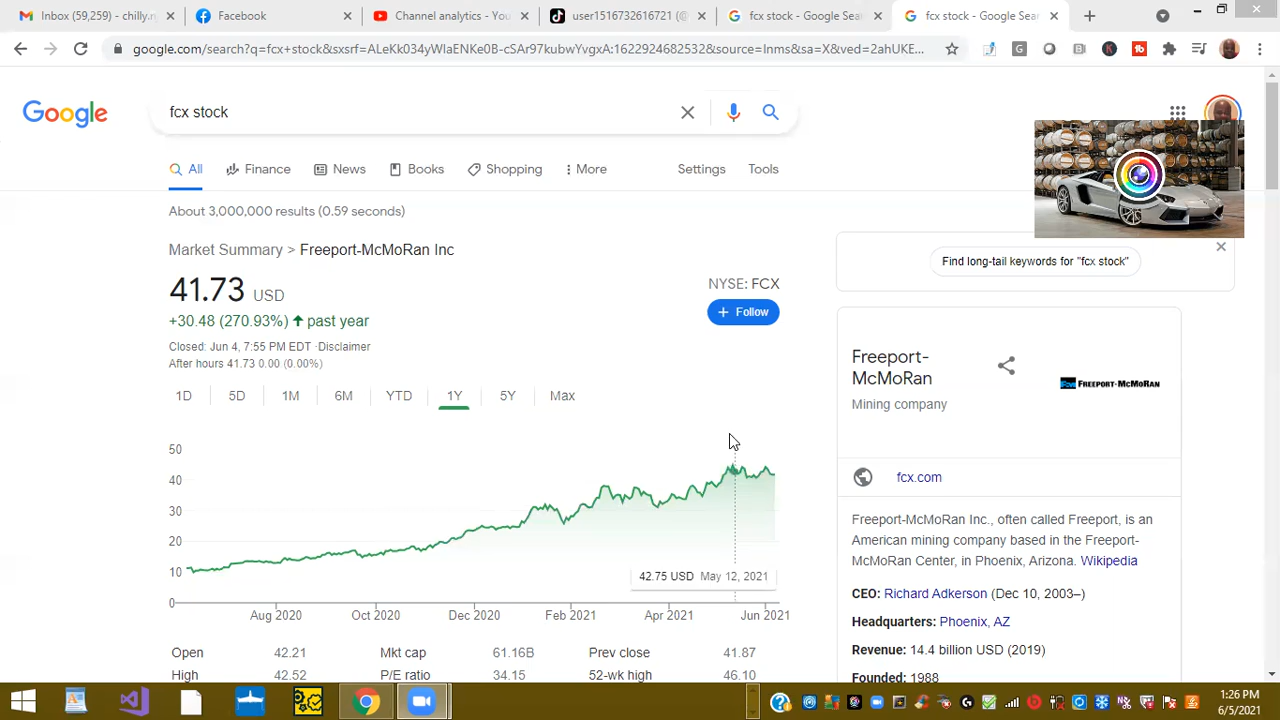 Inbox (59,259) - chilly.n
Facebook
Channel analytics - You
user1516732616721 (@
fcx stock - Google Sea
fcx stock - Google Sea
google.com/search?q=fcx+stock&sxsrf=ALeKk034yWIaENKe0B-cSAr97kubwYvgxA:1622924682532&source=lnms&sa=X&ved=2ahUKE...
Google
fcx stock
All
Finance
News
Books
Shopping
More
Settings
Tools
About 3,000,000 results (0.59 seconds)
Market Summary > Freeport-McMoRan Inc
41.73 USD
NYSE: FCX
+30.48 (270.93%) past year
+ Follow
Closed: Jun 4, 7:55 PM EDT ·Disclaimer
After hours 41.73 0.00 (0.00%)
1D
5D
1M
6M
YTD
1Y
5Y
Max
50
40
30
20
10
0
42.75 USD May 12, 2021
Aug 2020
Oct 2020
Dec 2020
Feb 2021
Apr 2021
Jun 2021
Open 42.21
Mkt cap 61.16B
Prev close 41.87
High 42.52
P/E ratio 34.15
52-wk high 46.10
Find long-tail keywords for "fcx stock"
Freeport-
McMoRan
FREEPORT-MCMORAN
Mining company
fcx.com
Freeport-McMoRan Inc., often called Freeport, is an
American mining company based in the Freeport-
McMoRan Center, in Phoenix, Arizona. Wikipedia
CEO: Richard Adkerson (Dec 10, 2003–)
Headquarters: Phoenix, AZ
Revenue: 14.4 billion USD (2019)
Founded: 1988
1:26 PM
6/5/2021